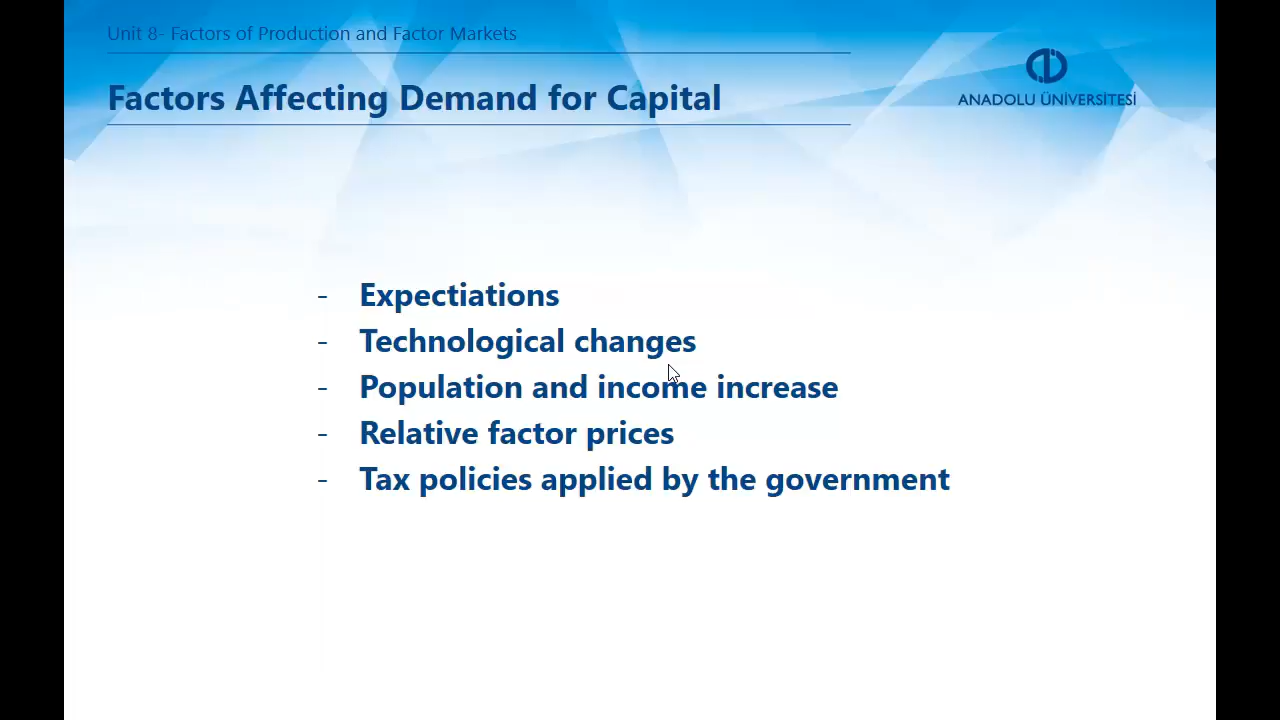 Unit 8- Factors of Production and Factor Markets
Factors Affecting Demand for Capital
ANADOLU ÜNİVERSİTESİ
- Expectiations
- Technological changes
- Population and income increase
- Relative factor prices
- Tax policies applied by the government